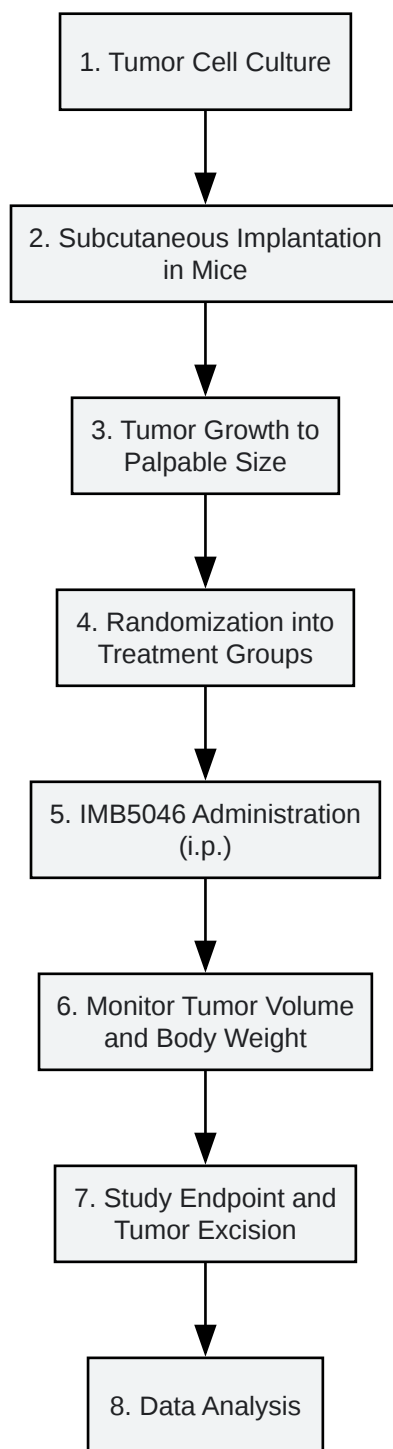 1. Tumor Cell Culture
2. Subcutaneous Implantation
in Mice
3. Tumor Growth to
Palpable Size
4. Randomization into
Treatment Groups
5. IMB5046 Administration
(i.p.)
6. Monitor Tumor Volume
and Body Weight
7. Study Endpoint and
Tumor Excision
8. Data Analysis